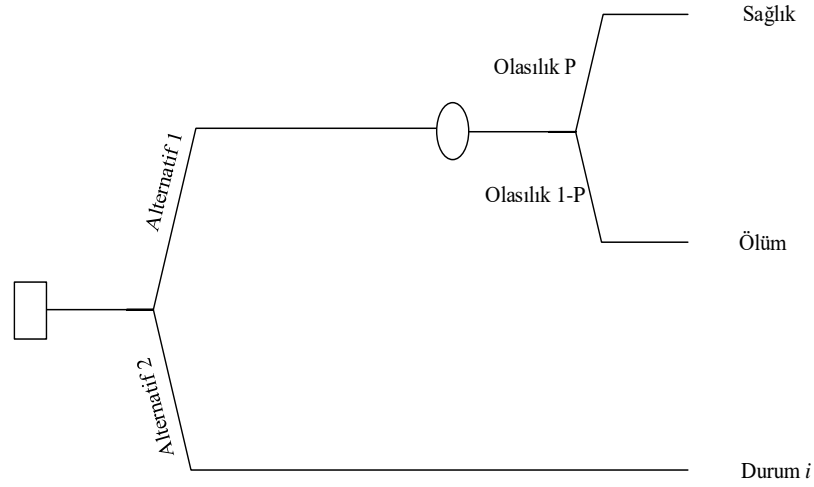 Sağlık
Olasılık P
Alternatif 1
Olasılık 1-P
Ölüm
Alternatif 2
Durum i